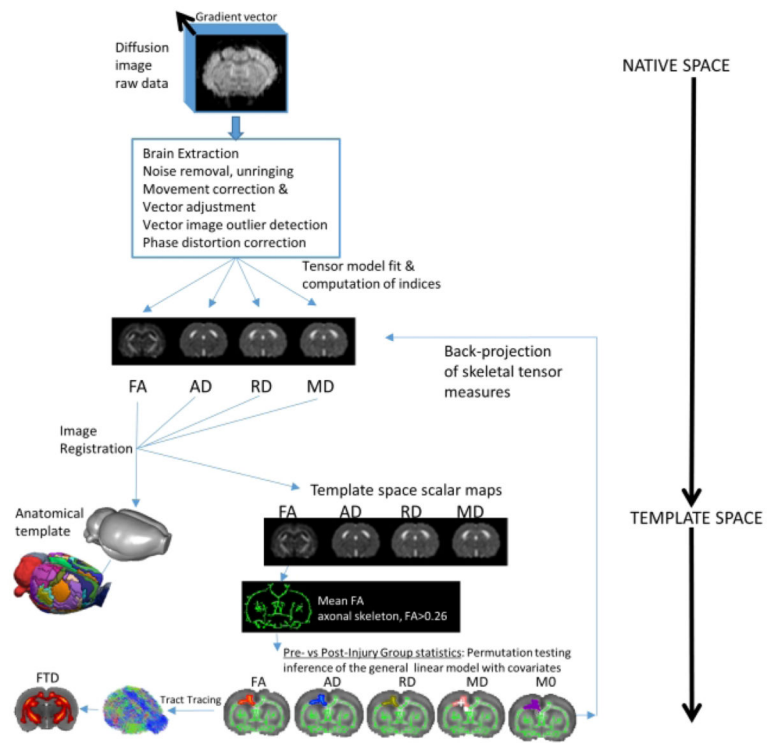 Gradient vector
Diffusion
image
raw data
NATIVE SPACE
Brain Extraction
Noise removal, unringing
Movement correction &
Vector adjustment
Vector image outlier detection
Phase distortion correction
Tensor model fit &
computation of indices
Back-projection
of skeletal tensor
measures
FA AD RD MD
Image
Registration
Template space scalar maps
FA AD RD MD
Anatomical
template
TEMPLATE SPACE
Mean FA
axonal skeleton, FA>0.26
Pre- vs Post-Injury Group statistics: Permutation testing
inference of the general linear model with covariates
FTD
Tract Tracing
FA AD RD MD M0